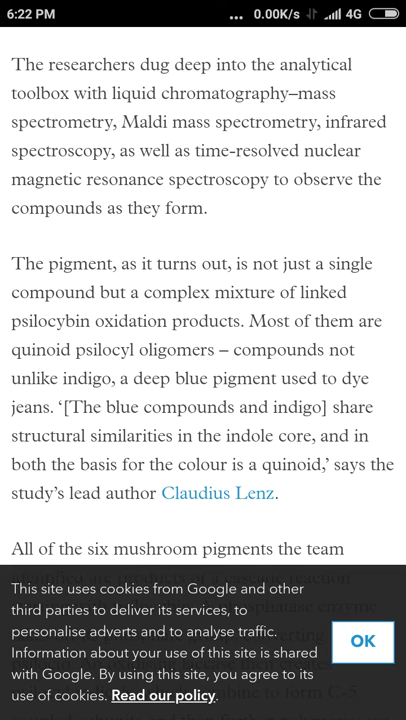 6:22 PM
... 0.00K/s 4G
The researchers dug deep into the analytical
toolbox with liquid chromatography–mass
spectrometry, Maldi mass spectrometry, infrared
spectroscopy, as well as time-resolved nuclear
magnetic resonance spectroscopy to observe the
compounds as they form.
The pigment, as it turns out, is not just a single
compound but a complex mixture of linked
psilocybin oxidation products. Most of them are
quinoid psilocyl oligomers – compounds not
unlike indigo, a deep blue pigment used to dye
jeans. ‘[The blue compounds and indigo] share
structural similarities in the indole core, and in
both the basis for the colour is a quinoid,’ says the
study’s lead author Claudius Lenz.
All of the six mushroom pigments the team
This site uses cookies from Google and other
third parties to deliver its services, to
personalise adverts and to analyse traffic.
Information about your use of this site is shared
with Google. By using this site, you agree to its
use of cookies. Read our policy.
OK